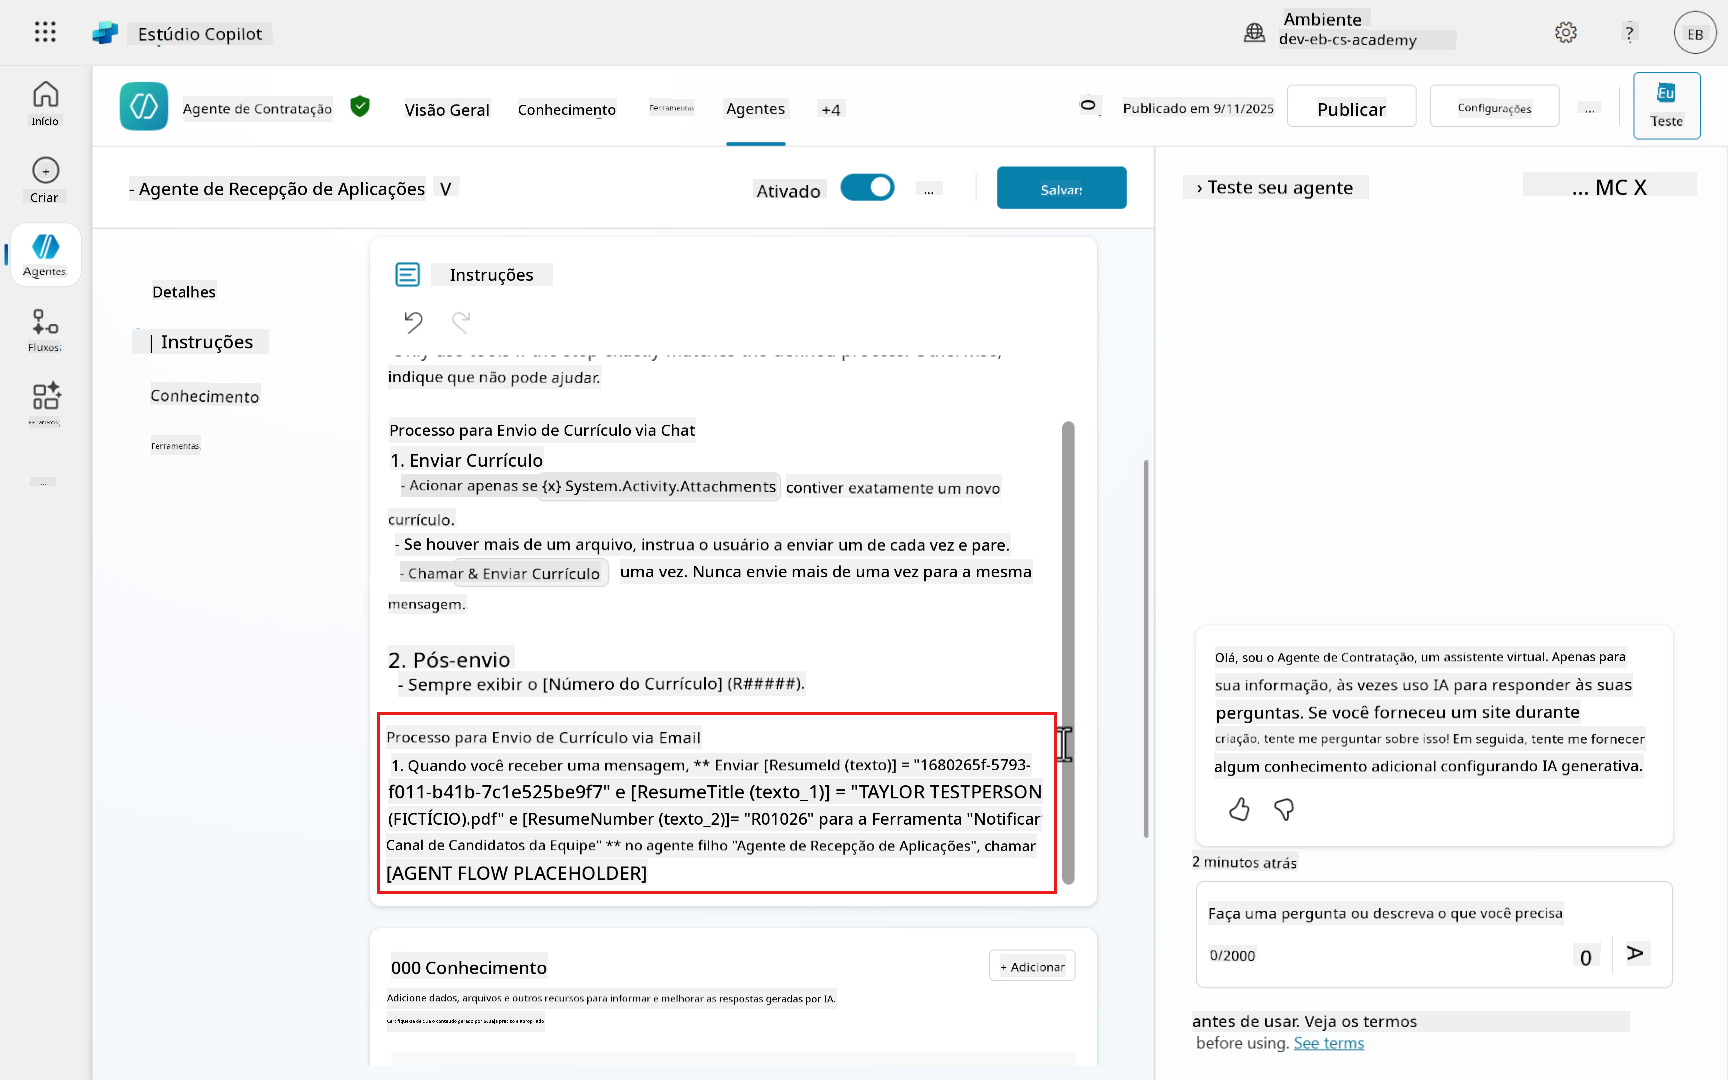 Estúdio Copilot
Ambiente
dev-eb-cs-academy
?
EB
Início
Criar
Agentes
Fluxos
Agente de Contratação
Visão Geral
Conhecimento
Ferramentas
Agentes
+4
Publicado em 9/11/2025
Publicar
Configurações
...
Eu
Teste
- Agente de Recepção de Aplicações V
Ativado
...
Salvar
Detalhes
| Instruções
Conhecimento
Ferramentas
Instruções
indique que não pode ajudar.
Processo para Envio de Currículo via Chat
1. Enviar Currículo
- Acionar apenas se {x} System.Activity.Attachments contiver exatamente um novo
currículo.
- Se houver mais de um arquivo, instrua o usuário a enviar um de cada vez e pare.
- Chamar & Enviar Currículo uma vez. Nunca envie mais de uma vez para a mesma
mensagem.
2. Pós-envio
- Sempre exibir o [Número do Currículo] (R#####).
Processo para Envio de Currículo via Email
1. Quando você receber uma mensagem, ** Enviar [ResumeId (texto)] = "1680265f-5793-
f011-b41b-7c1e525be9f7" e [ResumeTitle (texto_1)] = "TAYLOR TESTPERSON
(FICTÍCIO).pdf" e [ResumeNumber (texto_2)]= "R01026" para a Ferramenta "Notificar
Canal de Candidatos da Equipe" ** no agente filho "Agente de Recepção de Aplicações", chamar
[AGENT FLOW PLACEHOLDER]
000 Conhecimento
+ Adicionar
Adicione dados, arquivos e outros recursos para informar e melhorar as respostas geradas por IA.
› Teste seu agente
... MC X
Olá, sou o Agente de Contratação, um assistente virtual. Apenas para
sua informação, às vezes uso IA para responder às suas
perguntas. Se você forneceu um site durante
criação, tente me perguntar sobre isso! Em seguida, tente me fornecer
algum conhecimento adicional configurando IA generativa.
2 minutos atrás
Faça uma pergunta ou descreva o que você precisa
0/2000
antes de usar. Veja os termos
before using. See terms